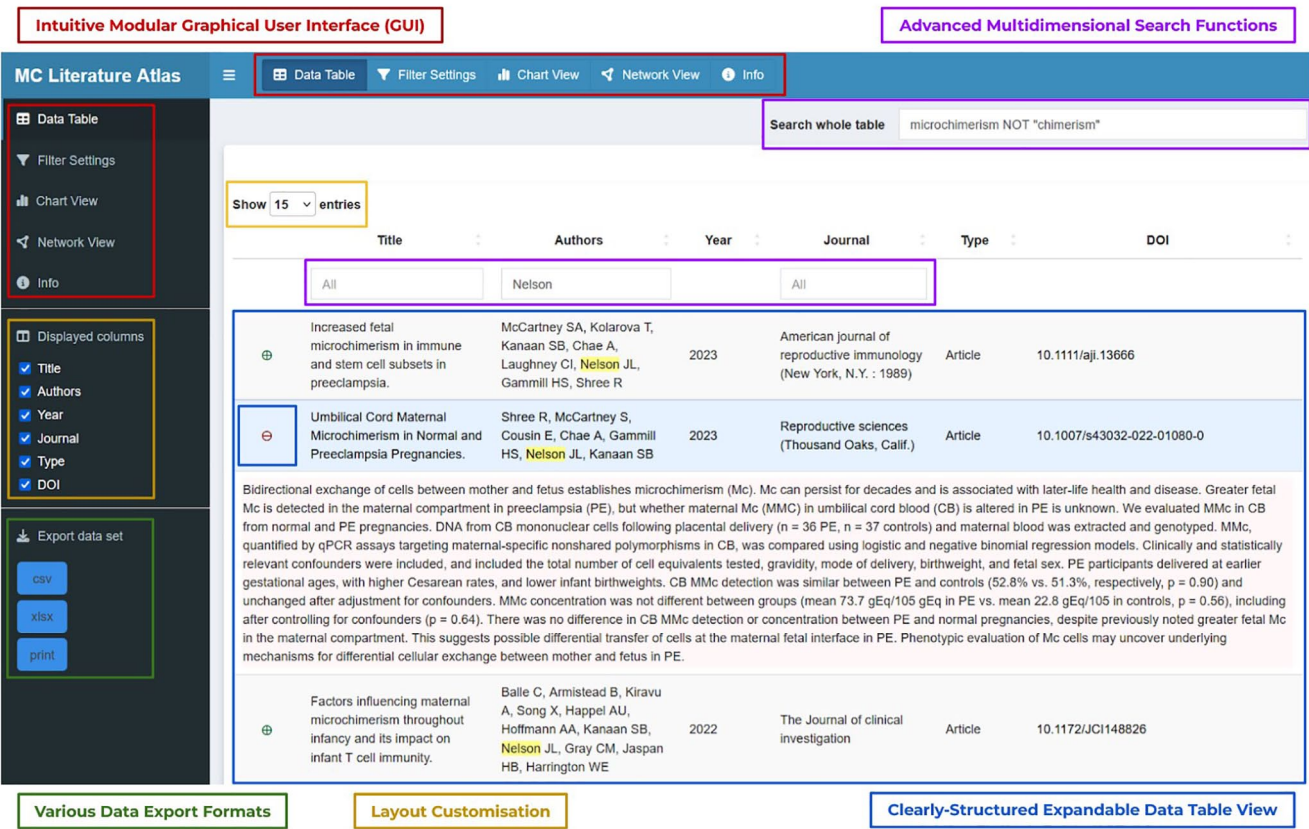 Intuitive Modular Graphical User Interface (GUI)
Advanced Multidimensional Search Functions
MC Literature Atlas
Data Table
Filter Settings
Chart View
Network View
Info
Data Table
Filter Settings
Chart View
Network View
Info
Displayed columns
Title
Authors
Year
Journal
Type
DOI
Export data set
csv
xlsx
print
Search whole table
microchimerism NOT "chimerism"
Show 15 entries
Title Authors Year Journal Type DOI
All Nelson All
Increased fetal
microchimerism in immune
and stem cell subsets in
preeclampsia.
McCartney SA, Kolarova T,
Kanaan SB, Chae A,
Laughney CI, Nelson JL,
Gammill HS, Shree R
2023
American journal of
reproductive immunology
(New York, N.Y. : 1989)
Article
10.1111/aji.13666
Umbilical Cord Maternal
Microchimerism in Normal and
Preeclampsia Pregnancies.
Shree R, McCartney S,
Cousin E, Chae A, Gammill
HS, Nelson JL, Kanaan SB
2023
Reproductive sciences
(Thousand Oaks, Calif.)
Article
10.1007/s43032-022-01080-0
Bidirectional exchange of cells between mother and fetus establishes microchimerism (Mc). Mc can persist for decades and is associated with later-life health and disease. Greater fetal
Mc is detected in the maternal compartment in preeclampsia (PE), but whether maternal Mc (MMC) in umbilical cord blood (CB) is altered in PE is unknown. We evaluated MMc in CB
from normal and PE pregnancies. DNA from CB mononuclear cells following placental delivery (n = 36 PE, n = 37 controls) and maternal blood was extracted and genotyped. MMc,
quantified by qPCR assays targeting maternal-specific nonshared polymorphisms in CB, was compared using logistic and negative binomial regression models. Clinically and statistically
relevant confounders were included, and included the total number of cell equivalents tested, gravidity, mode of delivery, birthweight, and fetal sex. PE participants delivered at earlier
gestational ages, with higher Cesarean rates, and lower infant birthweights. CB MMc detection was similar between PE and controls (52.8% vs. 51.3%, respectively, p = 0.90) and
unchanged after adjustment for confounders. MMc concentration was not different between groups (mean 73.7 gEq/105 gEq in PE vs. mean 22.8 gEq/105 in controls, p = 0.56), including
after controlling for confounders (p = 0.64). There was no difference in CB MMc detection or concentration between PE and normal pregnancies, despite previously noted greater fetal Mc
in the maternal compartment. This suggests possible differential transfer of cells at the maternal fetal interface in PE. Phenotypic evaluation of Mc cells may uncover underlying
mechanisms for differential cellular exchange between mother and fetus in PE.
Factors influencing maternal
microchimerism throughout
infancy and its impact on
infant T cell immunity.
Balle C, Armistead B, Kiravu
A, Song X, Happel AU,
Hoffmann AA, Kanaan SB,
Nelson JL, Gray CM, Jaspan
HB, Harrington WE
2022
The Journal of clinical
investigation
Article
10.1172/JCI148826
Various Data Export Formats
Layout Customisation
Clearly-Structured Expandable Data Table View